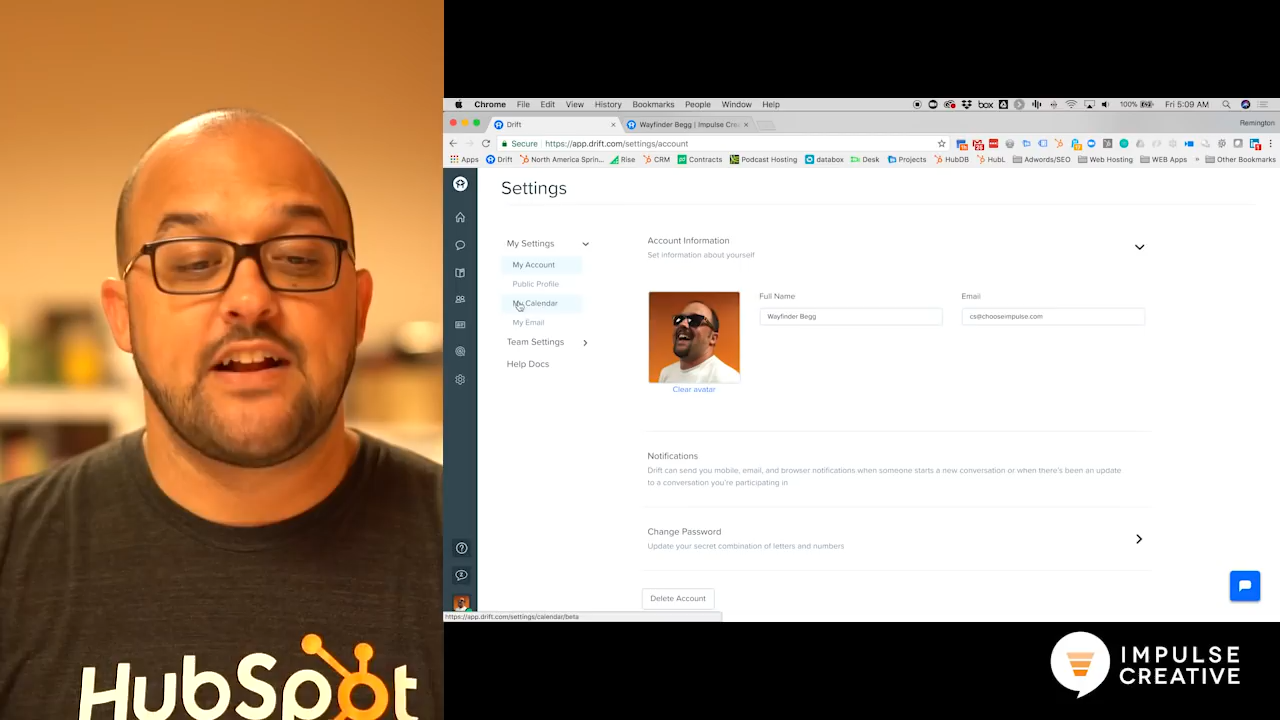 Chrome File Edit View History Bookmarks People Window Help
100% Fri 5:09 AM
Drift
Wayfinder Begg | Impulse Cre
Remington
Secure https://app.drift.com/settings/account
Apps Drift North America Sprin... Rise CRM Contracts Podcast Hosting databox Desk Projects HubDB HubL Adwords/SEO Web Hosting WEB Apps » Other Bookmarks
Settings
My Settings
My Account
Public Profile
My Calendar
My Email
Team Settings
Help Docs
Account Information
Set information about yourself
Full Name
Wayfinder Begg
Email
cs@chooseimpulse.com
Clear avatar
Notifications
Drift can send you mobile, email, and browser notifications when someone starts a new conversation or when there's been an update
to a conversation you're participating in
Change Password
Update your secret combination of letters and numbers
Delete Account
https://app.drift.com/settings/calendar/beta
HubSpot
IMPULSE
CREATIVE